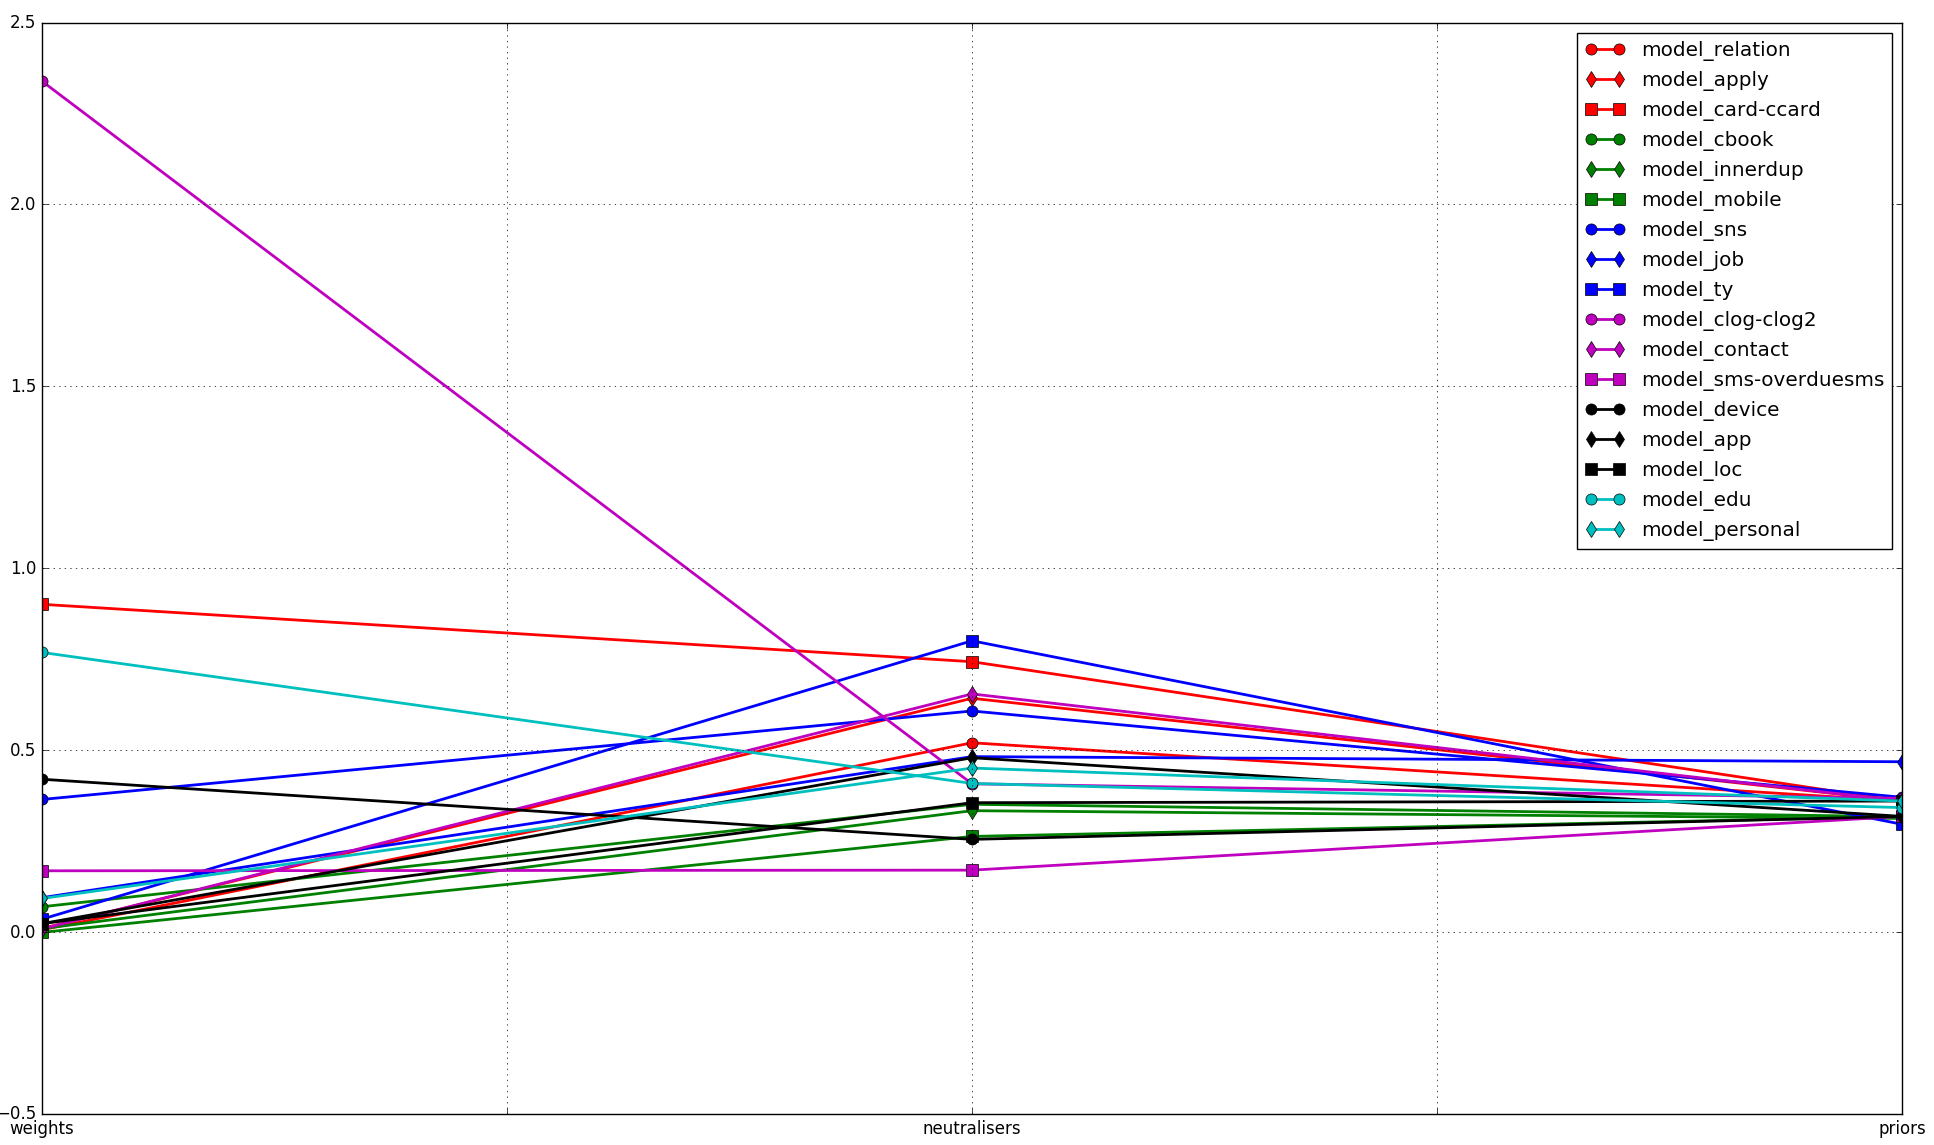 2.5
2.0
1.5
1.0
0.5
0.0
−0.5
weights
neutralisers
priors
model_relation
model_apply
model_card-ccard
model_cbook
model_innerdup
model_mobile
model_sns
model_job
model_ty
model_clog-clog2
model_contact
model_sms-overduesms
model_device
model_app
model_loc
model_edu
model_personal